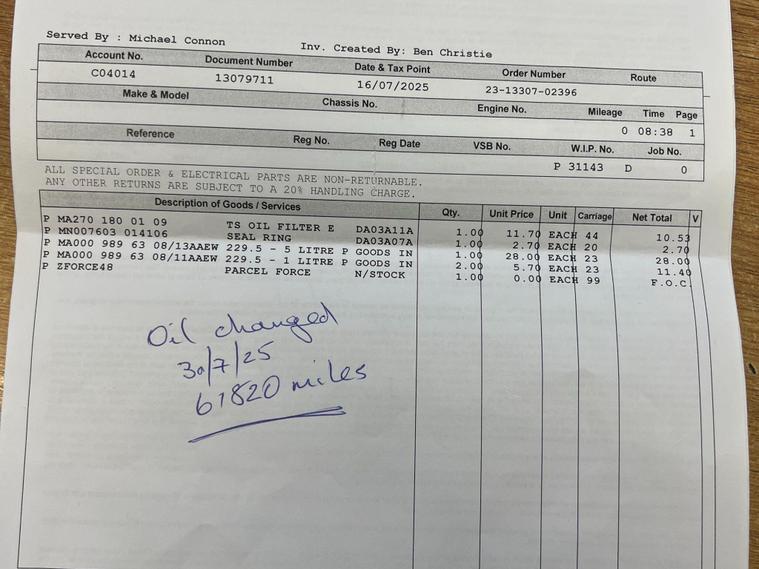 Served By : Michael Connon Inv. Created By: Ben Christie
Account No. Document Number Date & Tax Point Order Number Route
C04014 13079711 16/07/2025 23-13307-02396
Make & Model Chassis No. Engine No. Mileage Time Page
0 08:38 1
Reference Reg No. Reg Date VSB No. W.I.P. No. Job No.
P 31143 D 0
ALL SPECIAL ORDER & ELECTRICAL PARTS ARE NON-RETURNABLE.
ANY OTHER RETURNS ARE SUBJECT TO A 20% HANDLING CHARGE.
Description of Goods / Services Qty. Unit Price Unit Carriage Net Total V
P MA270 180 01 09 TS OIL FILTER E DA03A11A 1.00 11.70 EACH 44 10.53
P MN007603 014106 SEAL RING DA03A07A 1.00 2.70 EACH 20 2.70
P MA000 989 63 08/13AAEW 229.5 - 5 LITRE P GOODS IN 1.00 28.00 EACH 23 28.00
P MA000 989 63 08/11AAEW 229.5 - 1 LITRE P GOODS IN 2.00 5.70 EACH 23 11.40
P ZFORCE48 PARCEL FORCE N/STOCK 1.00 0.00 EACH 99 F.O.C
Oil changed
30/7/25
61820 miles